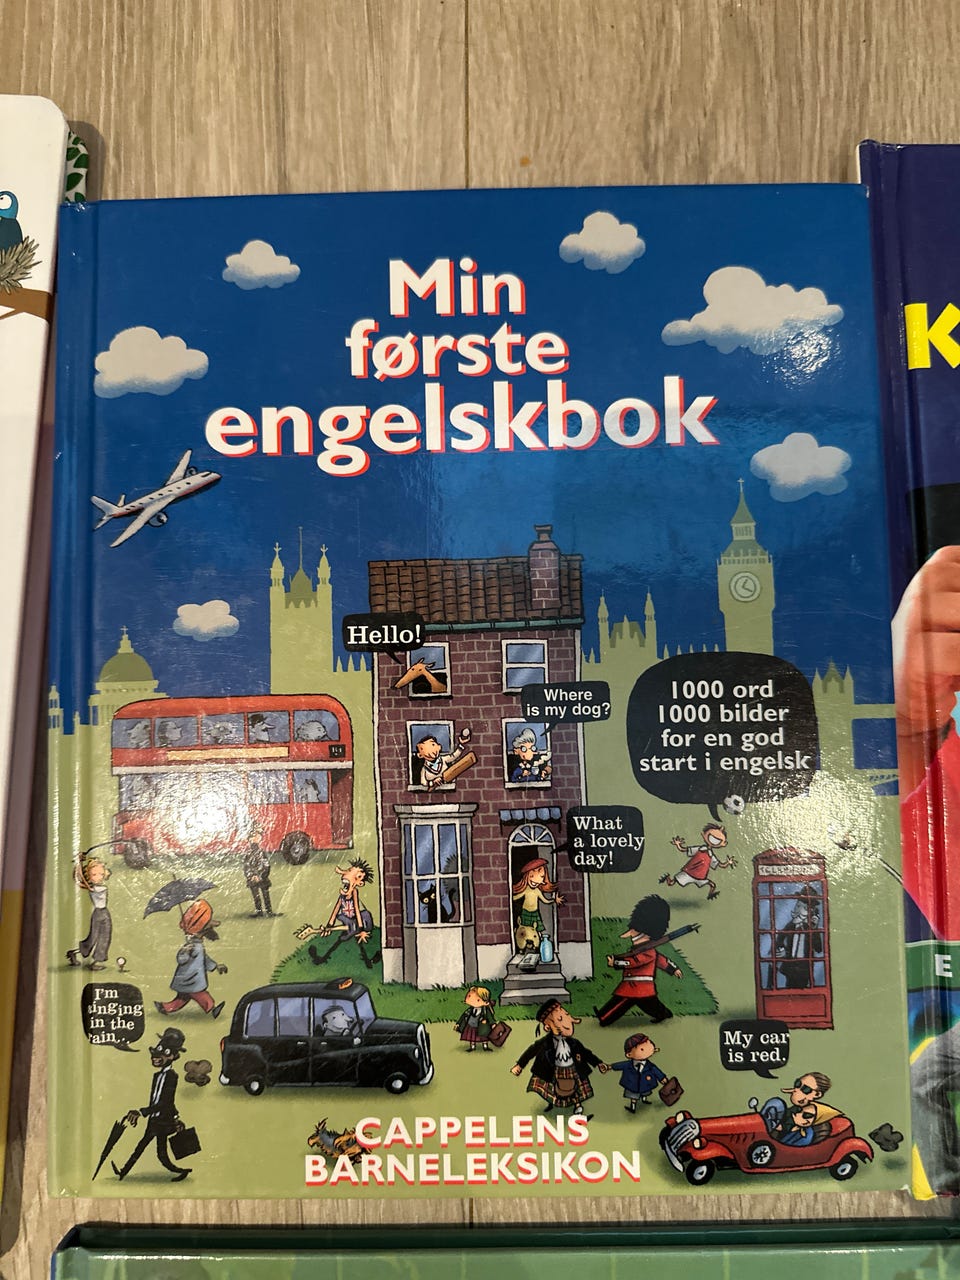 Min
første
engelskbok
Hello!
Where
is my dog?
1000 ord
1000 bilder
for en god
start i engelsk
What
a lovely
day!
TELEPHONE
I'm
singing
in the
rain...
My car
is red.
CAPPELENS
BARNELEKSIKON
K
E